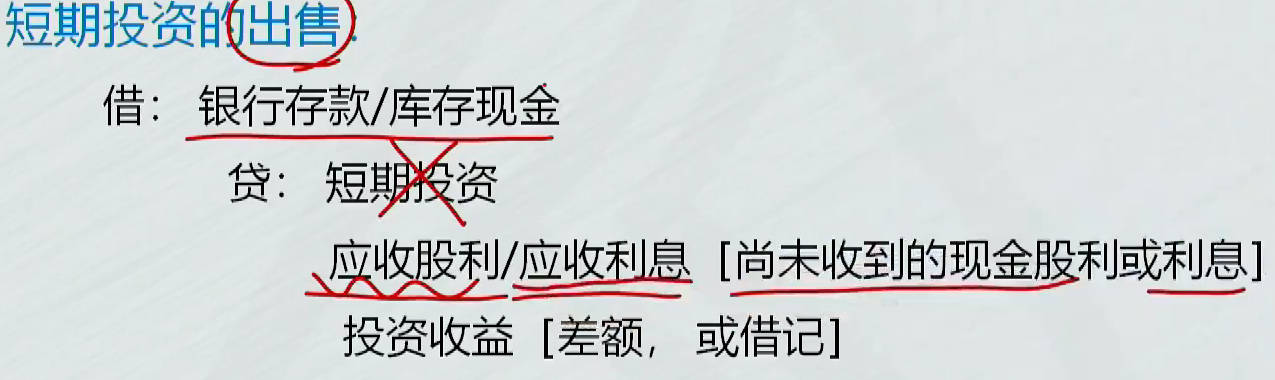 短期投资的出售：
借： 银行存款/库存现金
贷： 短期投资
应收股利/应收利息 [尚未收到的现金股利或利息]
投资收益 [差额， 或借记]